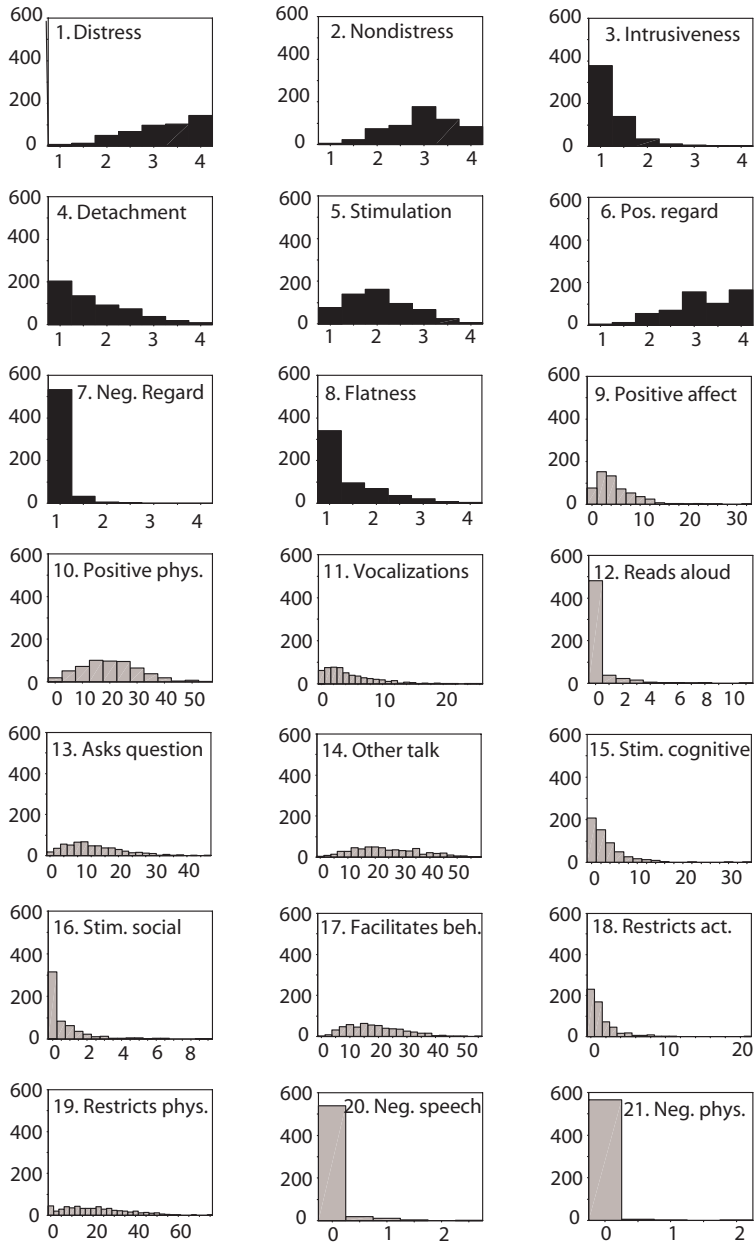 600
400
200
0
1. Distress
1 2 3 4
600
400
200
0
2. Nondistress
1 2 3 4
600
400
200
0
3. Intrusiveness
1 2 3 4
600
400
200
0
4. Detachment
1 2 3 4
600
400
200
0
5. Stimulation
1 2 3 4
600
400
200
0
6. Pos. regard
1 2 3 4
600
400
200
0
7. Neg. Regard
1 2 3 4
600
400
200
0
8. Flatness
1 2 3 4
600
400
200
0
9. Positive affect
0 10 20 30
600
400
200
0
10. Positive phys.
0 10 20 30 40 50
600
400
200
0
11. Vocalizations
0 10 20
600
400
200
0
12. Reads aloud
0 2 4 6 8 10
600
400
200
0
13. Asks question
0 10 20 30 40
600
400
200
0
14. Other talk
0 10 20 30 40 50
600
400
200
0
15. Stim. cognitive
0 10 20 30
600
400
200
0
16. Stim. social
0 2 4 6 8
600
400
200
0
17. Facilitates beh.
0 10 20 30 40 50
600
400
200
0
18. Restricts act.
0 10 20
600
400
200
0
19. Restricts phys.
0 20 40 60
600
400
200
0
20. Neg. speech
0 1 2
600
400
200
0
21. Neg. phys.
0 1 2